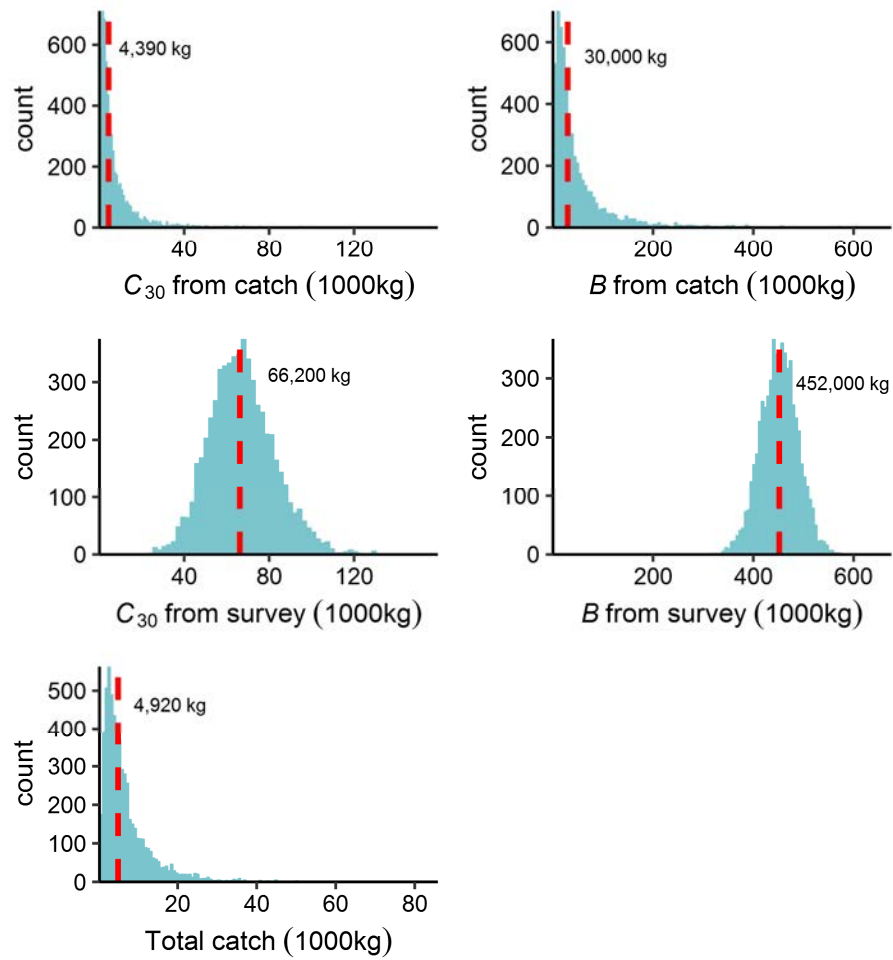 600
400
200
0
count
4,390 kg
40
80
120
C30 from catch (1000kg)
600
400
200
0
count
30,000 kg
200
400
600
B from catch (1000kg)
300
200
100
0
count
66,200 kg
40
80
120
C30 from survey (1000kg)
300
200
100
0
count
452,000 kg
200
400
600
B from survey (1000kg)
500
400
300
200
100
0
count
4,920 kg
20
40
60
80
Total catch (1000kg)